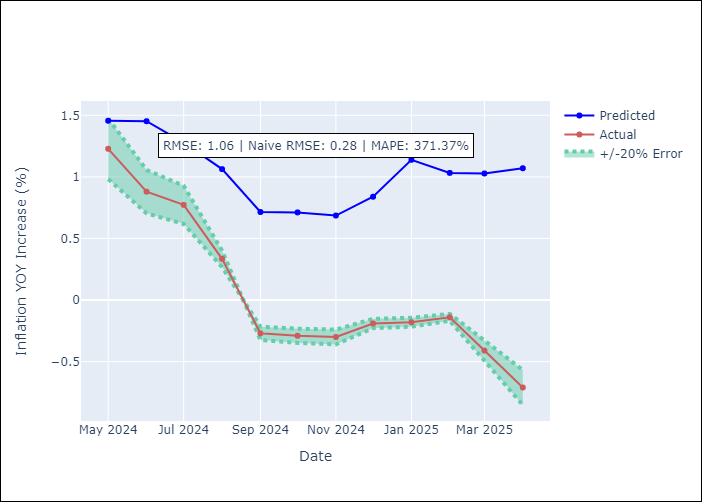 1.5
1
0.5
0
−0.5
Inflation YOY Increase (%)
RMSE: 1.06 | Naive RMSE: 0.28 | MAPE: 371.37%
May 2024
Jul 2024
Sep 2024
Nov 2024
Jan 2025
Mar 2025
Date
Predicted
Actual
+/-20% Error